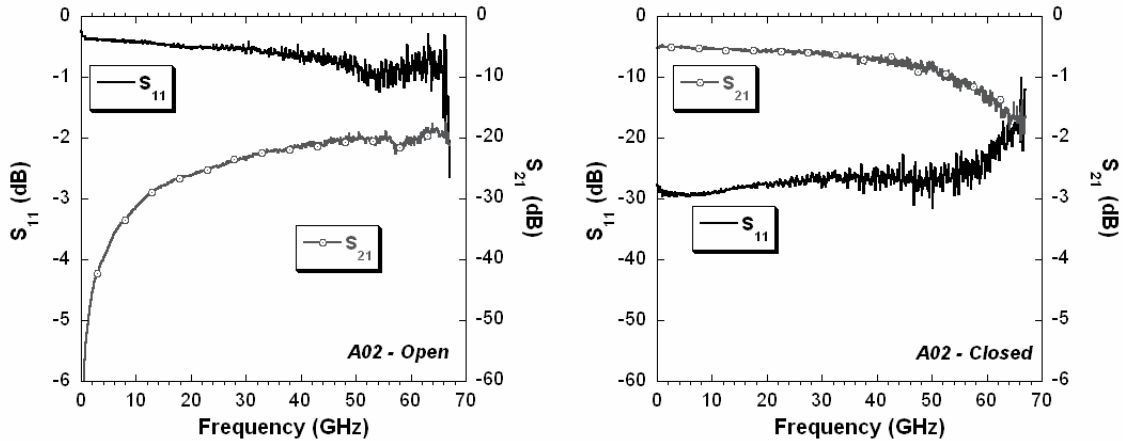 0
-1
-2
-3
-4
-5
-6
S11 (dB)
0
-10
-20
-30
-40
-50
-60
S21 (dB)
0 10 20 30 40 50 60 70
Frequency (GHz)
S11
S21
A02 - Open
0
-10
-20
-30
-40
-50
-60
S11 (dB)
0
-1
-2
-3
-4
-5
-6
S21 (dB)
0 10 20 30 40 50 60 70
Frequency (GHz)
S21
S11
A02 - Closed